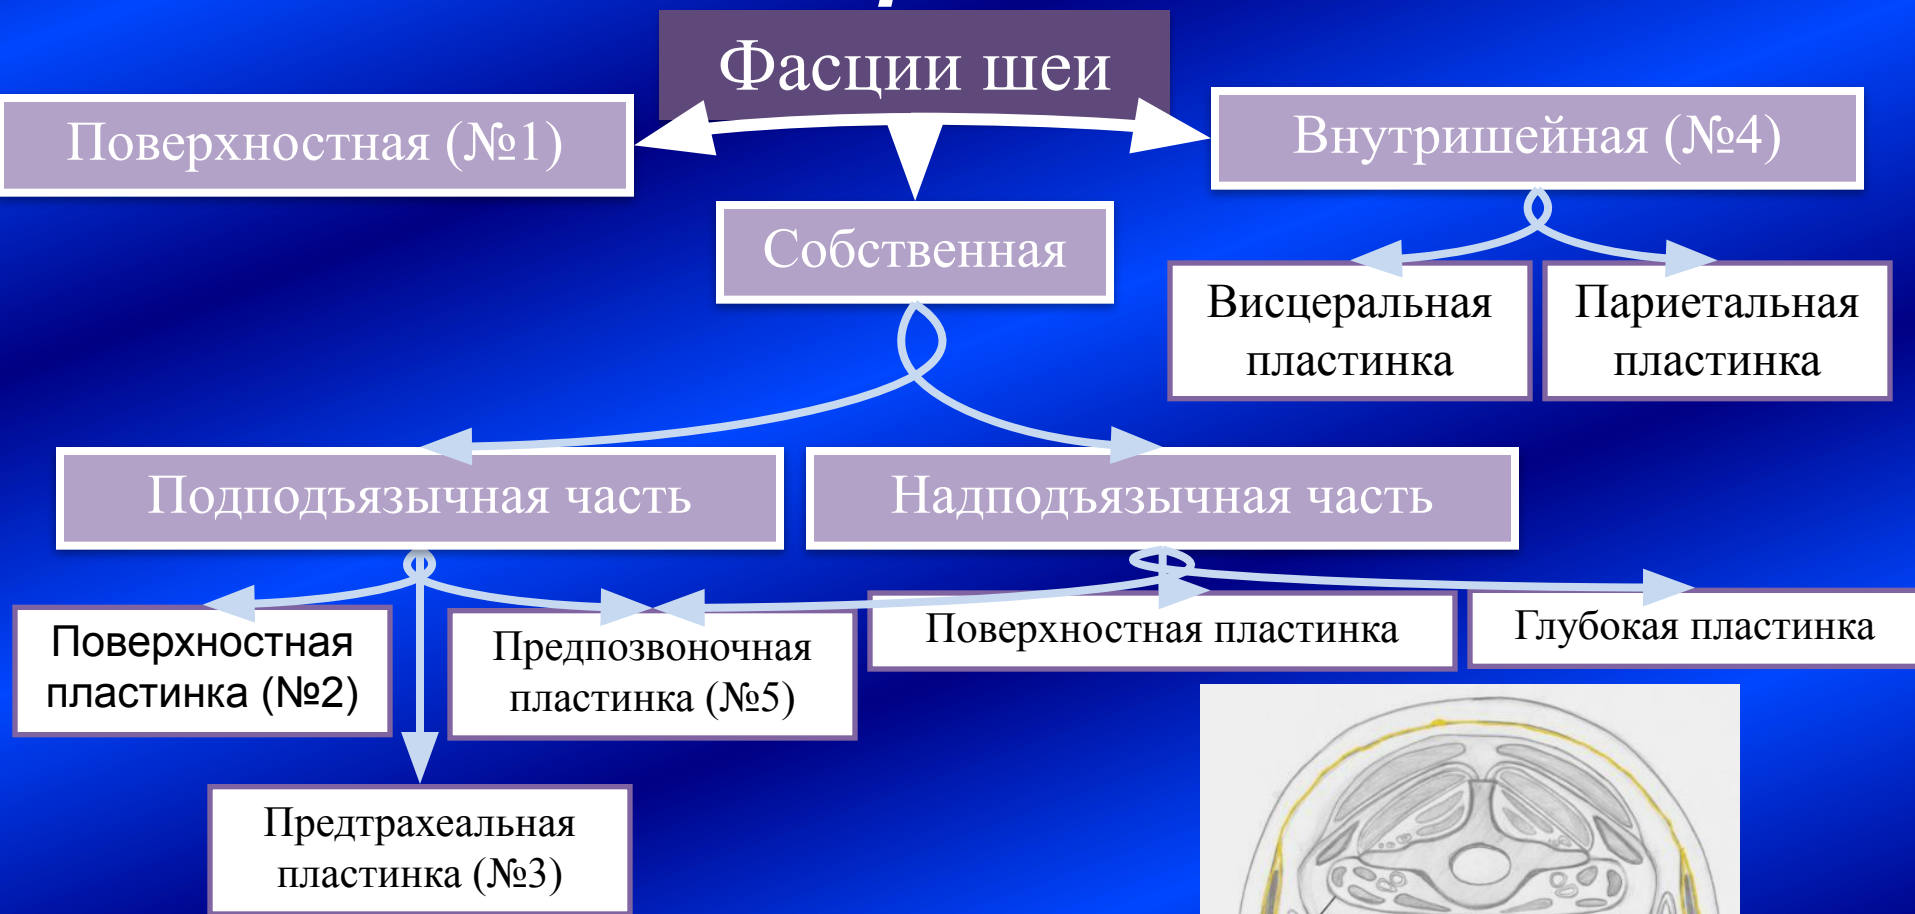 Фасции шеи
Поверхностная (№1)
Внутришейная (№4)
Собственная
Висцеральная
пластинка
Париетальная
пластинка
Подподъязычная часть
Надподъязычная часть
Поверхностная
пластинка (№2)
Предпозвоночная
пластинка (№5)
Поверхностная пластинка
Глубокая пластинка
Предтрахеальная
пластинка (№3)